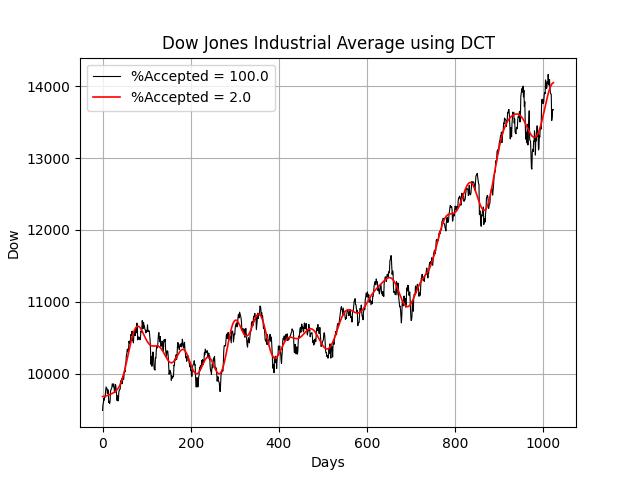 Dow Jones Industrial Average using DCT
%Accepted = 100.0
%Accepted = 2.0
14000
13000
12000
11000
10000
Dow
0 200 400 600 800 1000
Days